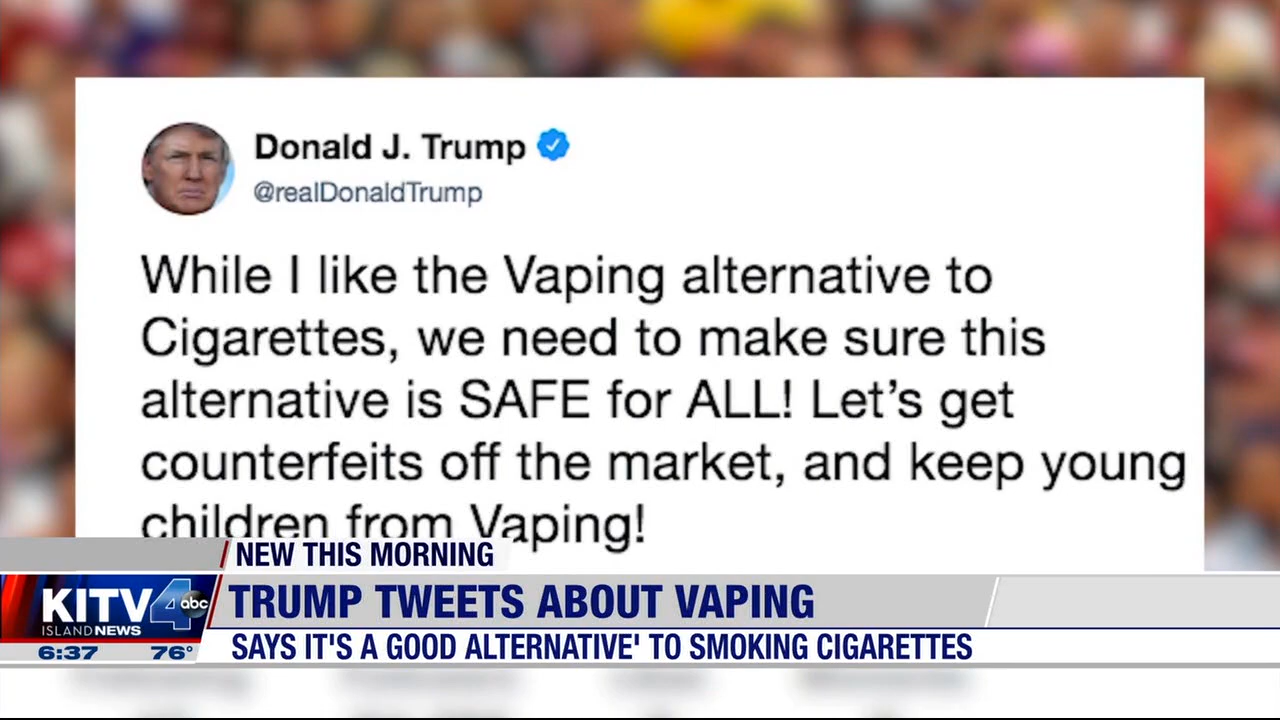 Donald J. Trump
@realDonaldTrump
While I like the Vaping alternative to
Cigarettes, we need to make sure this
alternative is SAFE for ALL! Let’s get
counterfeits off the market, and keep young
children from Vaping!
NEW THIS MORNING
KITV 4 abc
ISLAND NEWS
TRUMP TWEETS ABOUT VAPING
6:37 76°
SAYS IT'S A GOOD ALTERNATIVE' TO SMOKING CIGARETTES